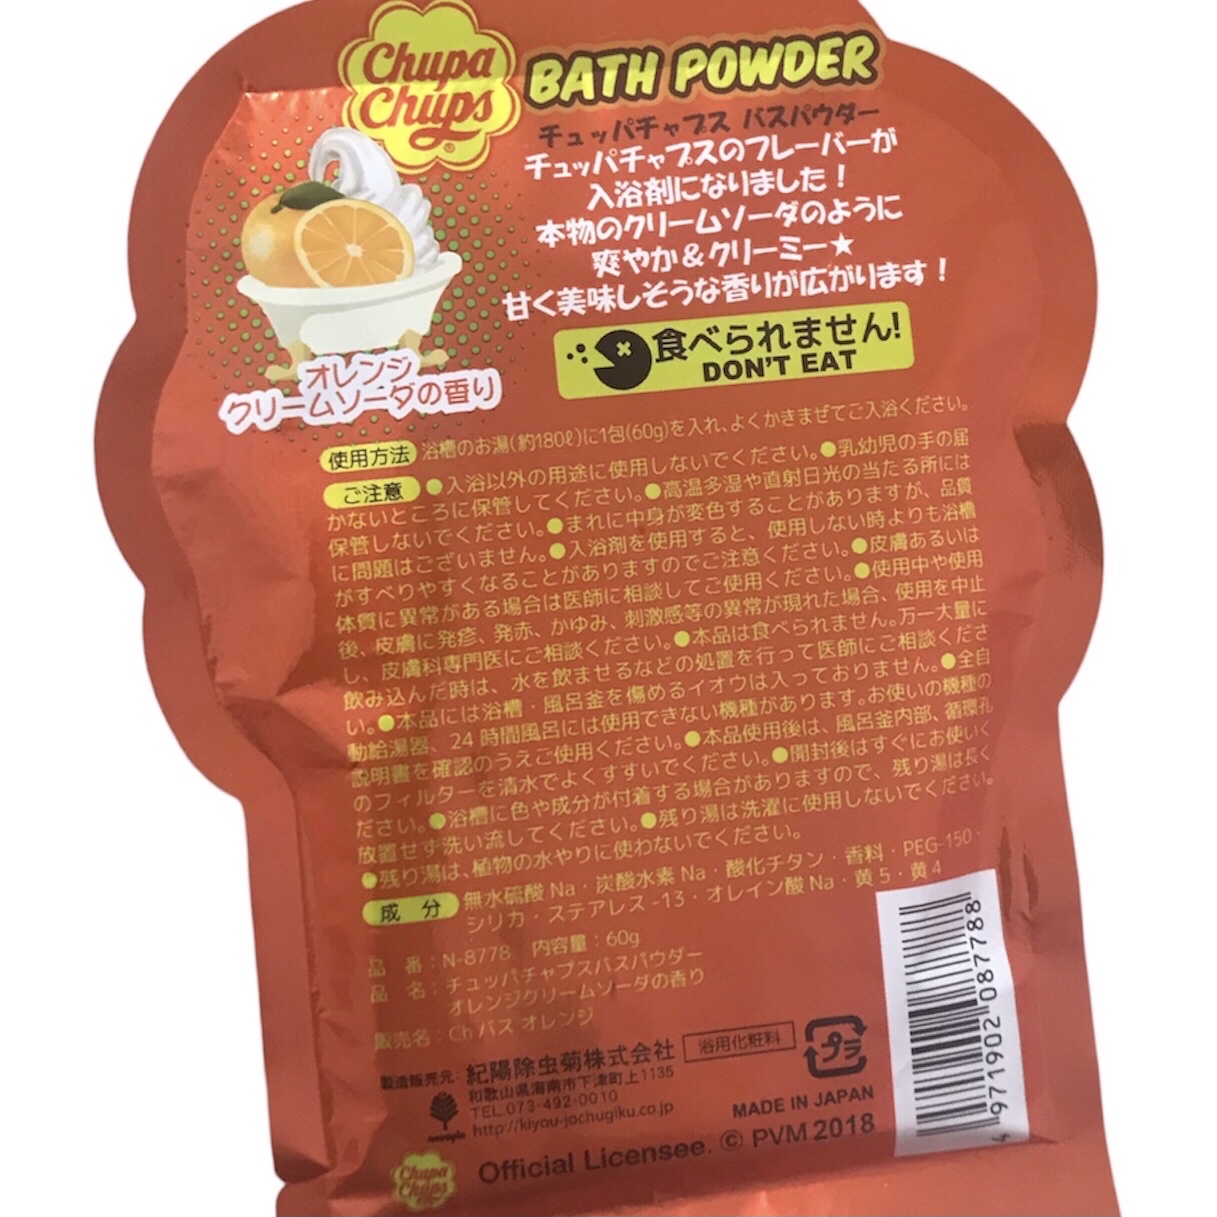 Chupa
Chups
®
BATH POWDER
チュッパチャプス バスパウダー
チュッパチャプスのフレーバーが
入浴剤になりました！
本物のクリームソーダのように
爽やか＆クリーミー★
甘く美味しそうな香りが広がります！
食べられません!
DON'T EAT
オレンジ
クリームソーダの香り
使用方法 浴槽のお湯(約180ℓ)に1包(60g)を入れ、よくかきまぜてご入浴ください。
ご注意 ●入浴以外の用途に使用しないでください。●乳幼児の手の届
かないところに保管してください。●高温多湿や直射日光の当たる所には
保管しないでください。●まれに中身が変色することがありますが、品質
に問題はございません。●入浴剤を使用すると、使用しない時よりも浴槽
がすべりやすくなることがありますのでご注意ください。●皮膚あるいは
体質に異常がある場合は医師に相談してご使用ください。●使用中や使用
後、皮膚に発疹、発赤、かゆみ、刺激感等の異常が現れた場合、使用を中止
し、皮膚科専門医にご相談ください。●本品は食べられません。万一大量に
飲み込んだ時は、水を飲ませるなどの処置を行って医師にご相談くださ
い。●本品には浴槽・風呂釜を傷めるイオウは入っておりません。●全自
動給湯器、24時間風呂には使用できない機種があります。お使いの機種の
説明書を確認のうえご使用ください。●本品使用後は、風呂釜内部、循環孔
のフィルターを清水でよくすすいでください。●開封後はすぐにお使いく
ださい。●浴槽に色や成分が付着する場合がありますので、残り湯は長く
放置せず洗い流してください。●残り湯は洗濯に使用しないでください。
●残り湯は、植物の水やりに使わないでください。
成 分 無水硫酸Na・炭酸水素Na・酸化チタン・香料・PEG-150・
シリカ・ステアレス-13・オレイン酸Na・黄5・黄4
品 番：N-8778 内容量：60g
品 名：チュッパチャプスバスパウダー
オレンジクリームソーダの香り
販売名：Chバス オレンジ
製造販売元：紀陽除虫菊株式会社 浴用化粧料
プラ
和歌山県海南市下津町上1135
TEL.073-492-0010
http://kiyou-jochugiku.co.jp
MADE IN JAPAN
Official Licensee. © PVM 2018
Chupa
Chups
4 971902 087788